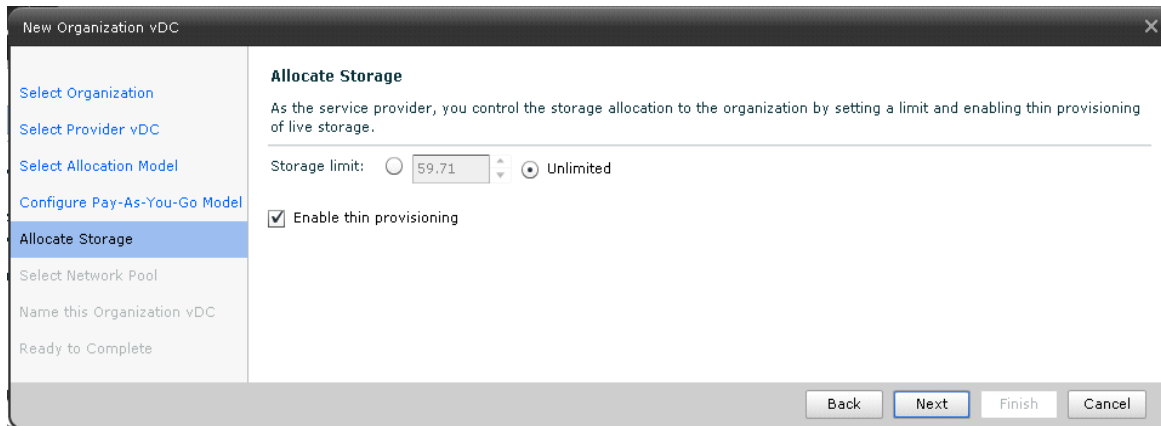 New Organization vDC
Select Organization
Select Provider vDC
Select Allocation Model
Configure Pay-As-You-Go Model
Allocate Storage
Select Network Pool
Name this Organization vDC
Ready to Complete
Allocate Storage
As the service provider, you control the storage allocation to the organization by setting a limit and enabling thin provisioning
of live storage.
Storage limit: 59.71 Unlimited
Enable thin provisioning
Back Next Finish Cancel